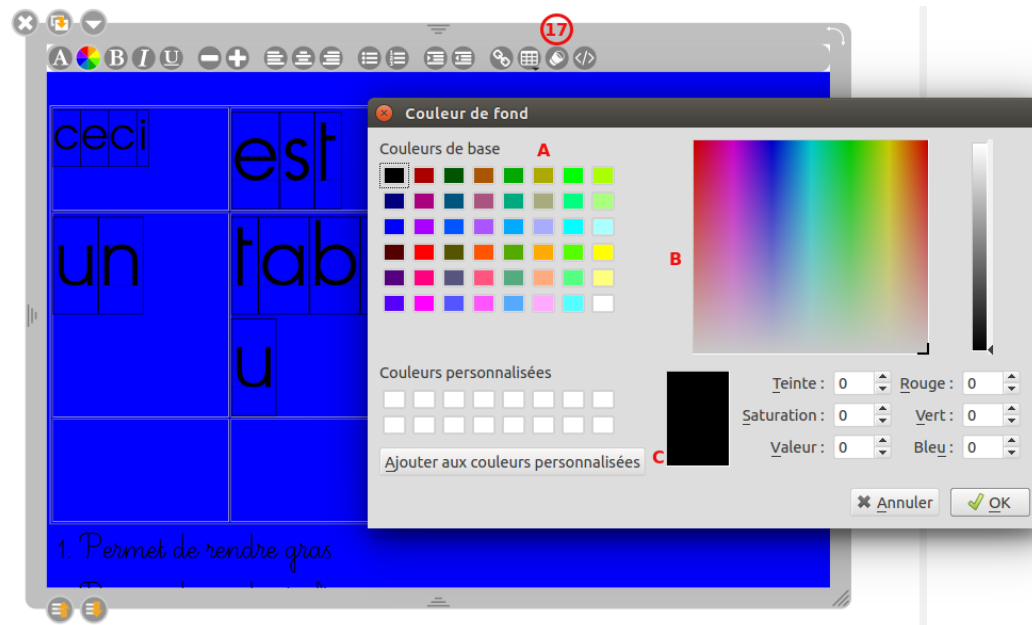 17
A B I U
ceci
est
un
tab
u
1. Permet de rendre gras
Couleur de fond
Couleurs de base
A
B
Couleurs personnalisées
Ajouter aux couleurs personnalisées
C
Teinte : 0 Rouge : 0
Saturation : 0 Vert : 0
Valeur : 0 Bleu : 0
Annuler OK